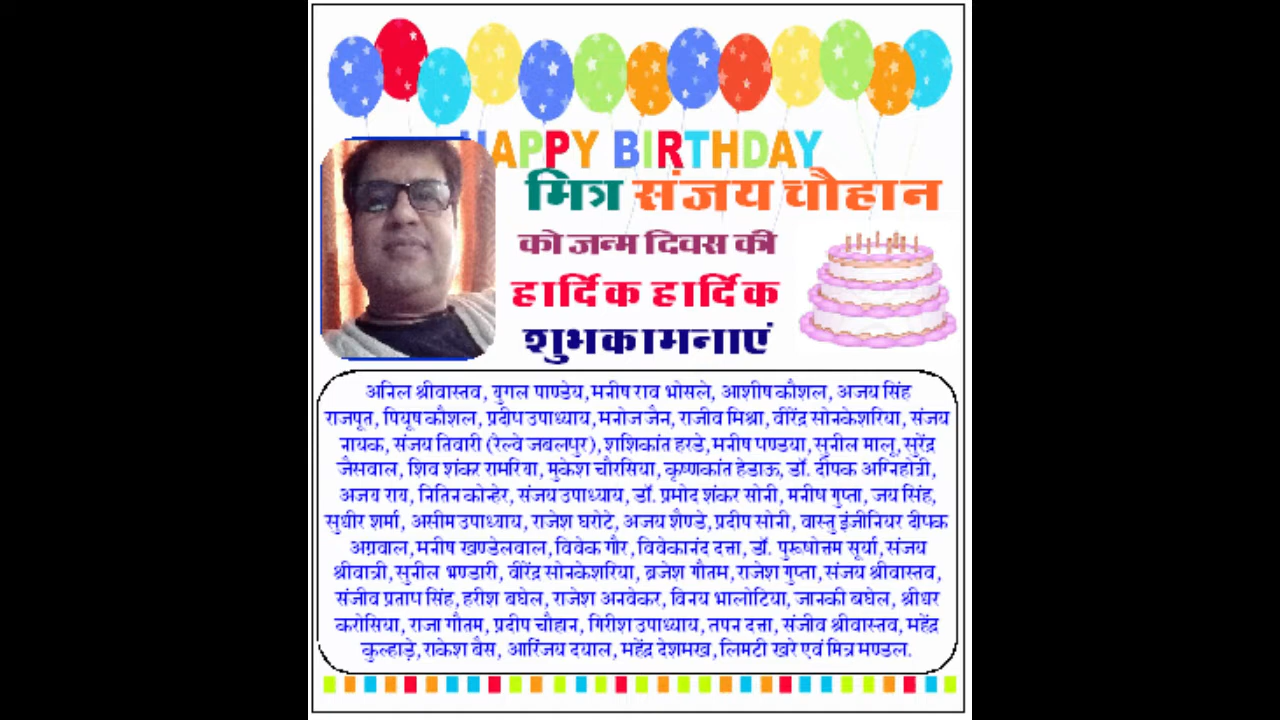 HAPPY BIRTHDAY
मित्र संजय चौहान
को जन्म दिवस की
हार्दिक हार्दिक
शुभकामनाएं
अनिल श्रीवास्तव, युगल पाण्डेय, मनीष राव भोसले, आशीष कौशल, अजय सिंह
राजपूत, पियूष कौशल, प्रदीप उपाध्याय, मनोज जैन, राजीव मिश्रा, वीरेंद्र सोनकेशरिया, संजय
नायक, संजय तिवारी (रेल्वे जबलपुर), शशिकांत हरडे, मनीष पण्डया, सुनील मालू, सुरेंद्र
जैसवाल, शिव शंकर रामरिया, मुकेश चौरसिया, कृष्णकांत हेडाऊ, डॉ. दीपक अग्निहोत्री,
अजय राय, नितिन कोन्हेर, संजय उपाध्याय, डॉ. प्रमोद शंकर सोनी, मनीष गुप्ता, जय सिंह,
सुधीर शर्मा, असीम उपाध्याय, राजेश घरोटे, अजय शैण्डे, प्रदीप सोनी, वास्तु इंजीनियर दीपक
अग्रवाल, मनीष खण्डेलवाल, विवेक गौर, विवेकानंद दत्ता, डॉ. पुरूषोत्तम सूर्या, संजय
श्रीवात्री, सुनील भण्डारी, वीरेंद्र सोनकेशरिया, ब्रजेश गौतम, राजेश गुप्ता, संजय श्रीवास्तव,
संजीव प्रताप सिंह, हरीश बघेल, राजेश अनवेकर, विनय भालोटिया, जानकी बघेल, श्रीधर
करोसिया, राजा गौतम, प्रदीप चौहान, गिरीश उपाध्याय, तपन दत्ता, संजीव श्रीवास्तव, महेंद्र
कुल्हाड़े, राकेश वैस, आरिंजय दयाल, महेंद्र देशमख, लिमटी खरे एवं मित्र मण्डल.